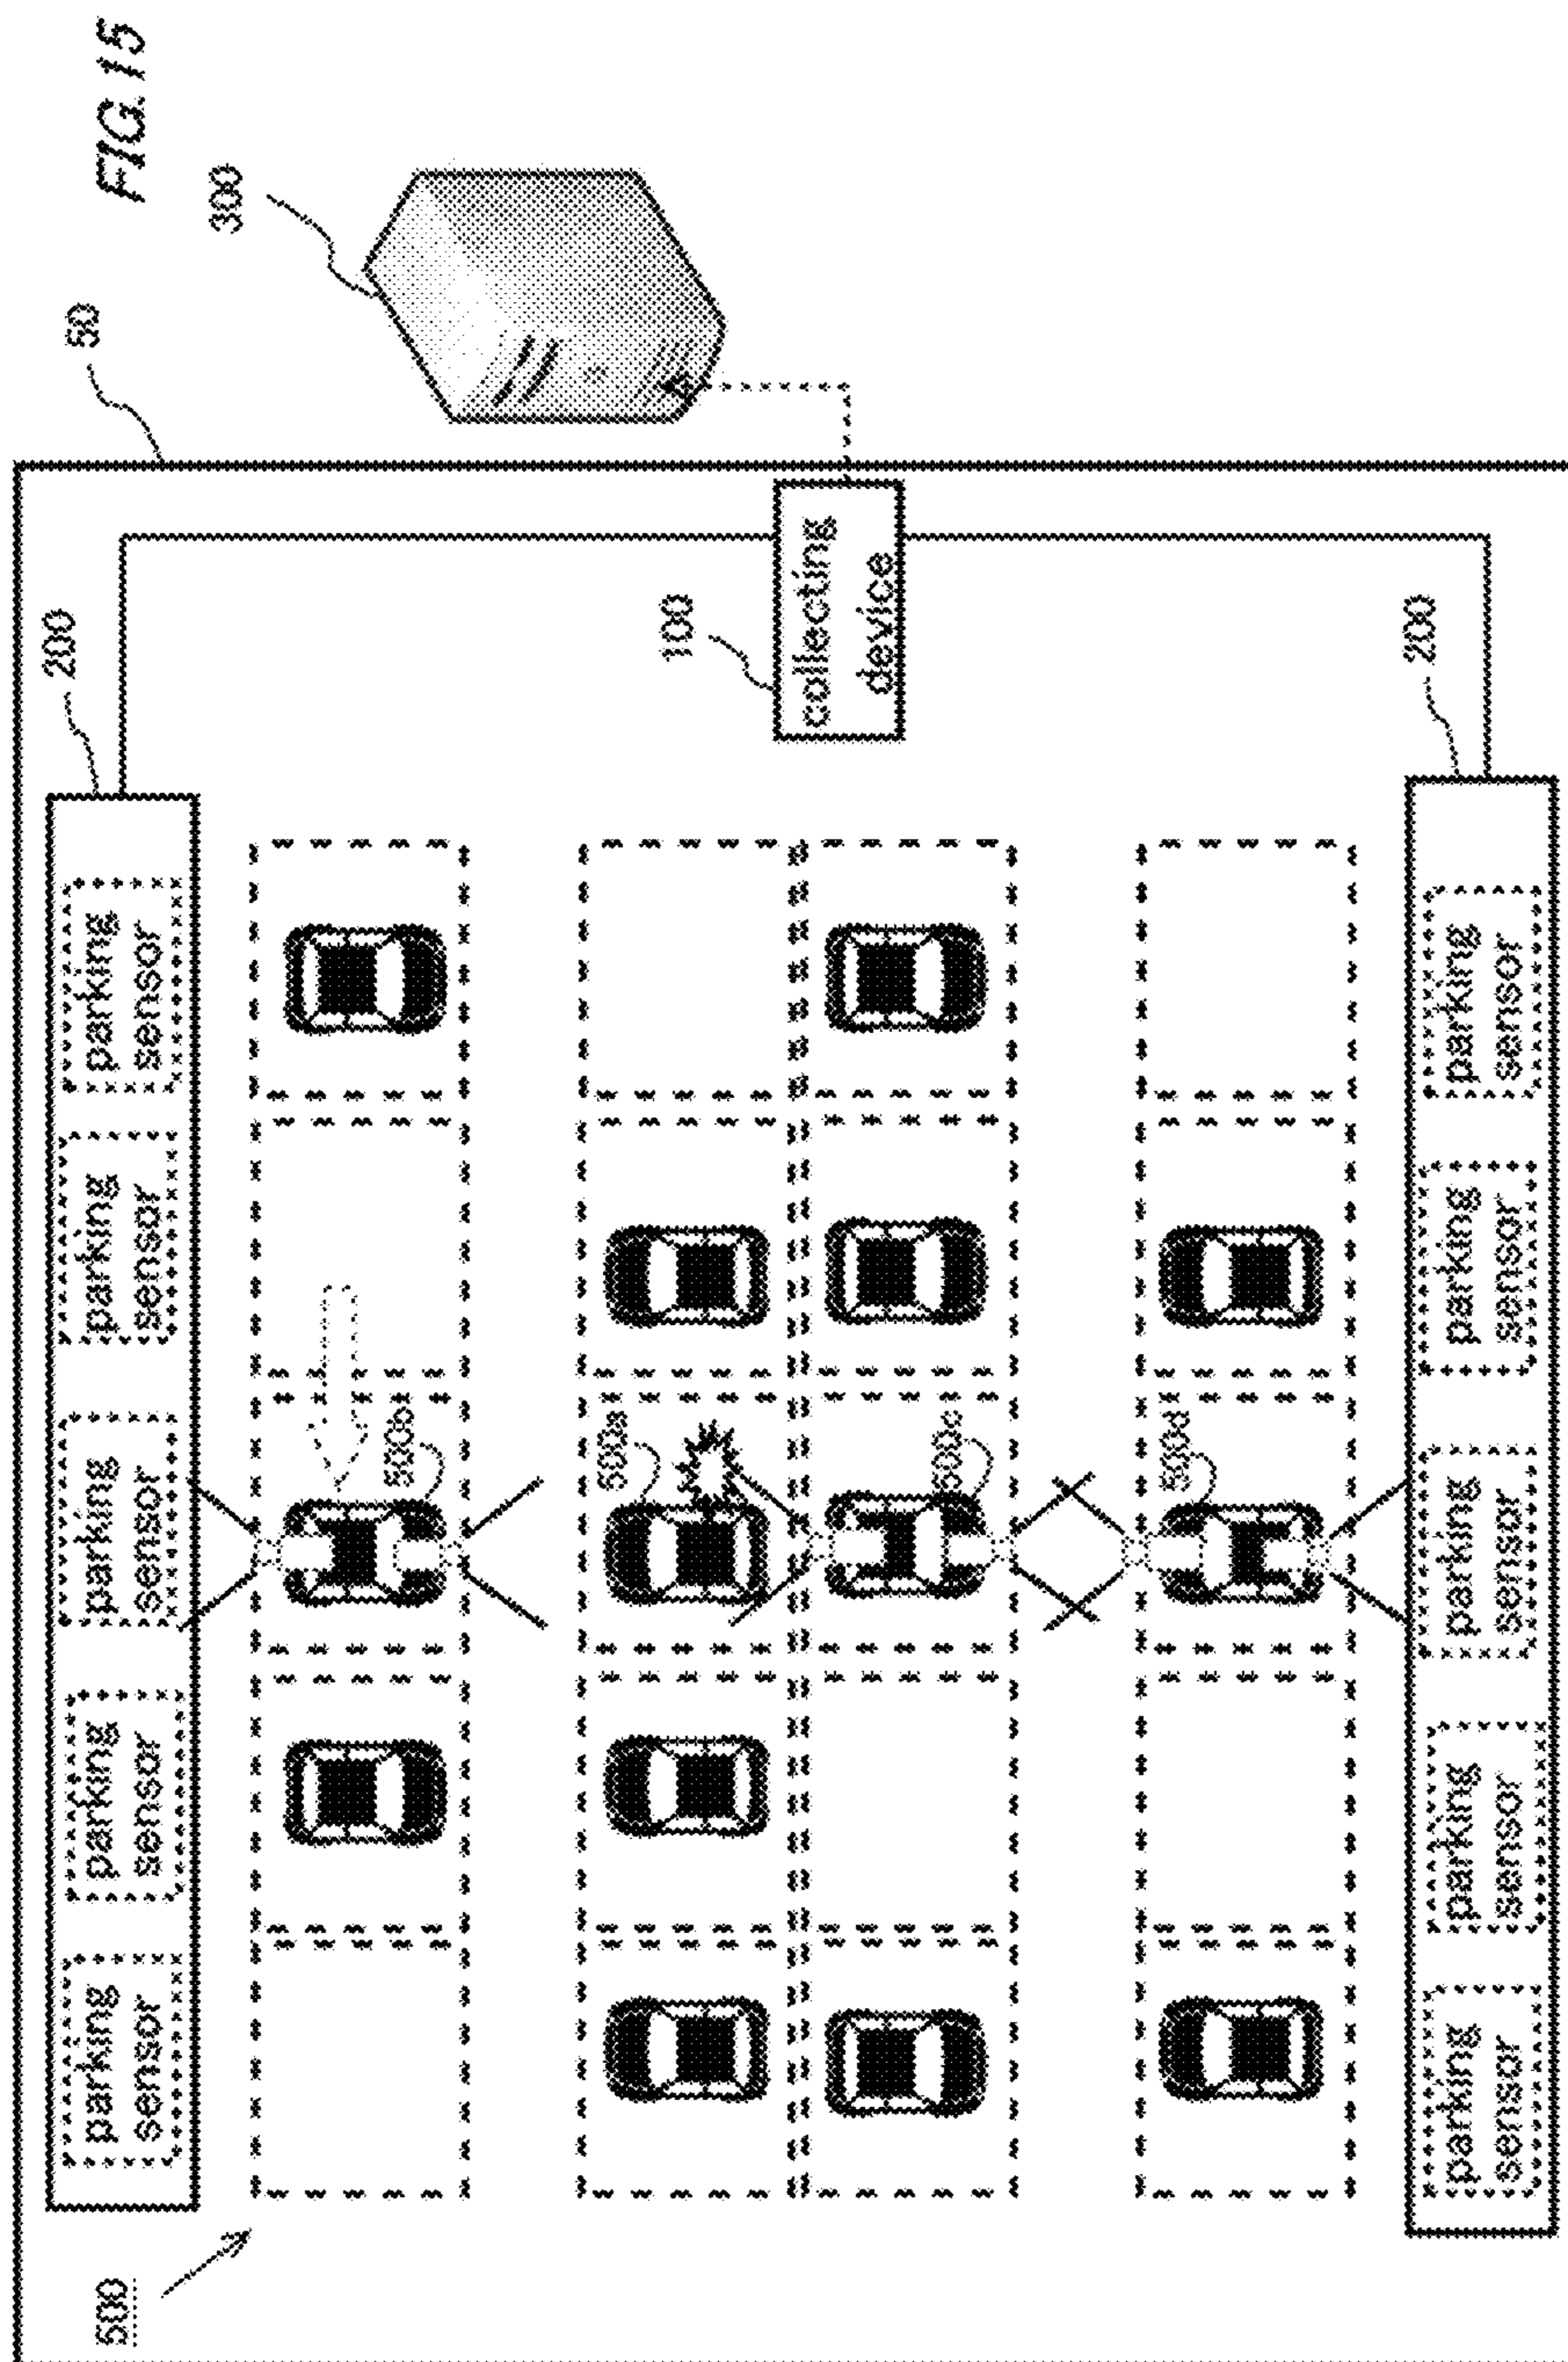 FIG. 15
300
50
200
parking
sensor
parking
sensor
parking
sensor
parking
sensor
parking
sensor
500
500b
500a
500c
500d
100
collecting
device
200
parking
sensor
parking
sensor
parking
sensor
parking
sensor
parking
sensor